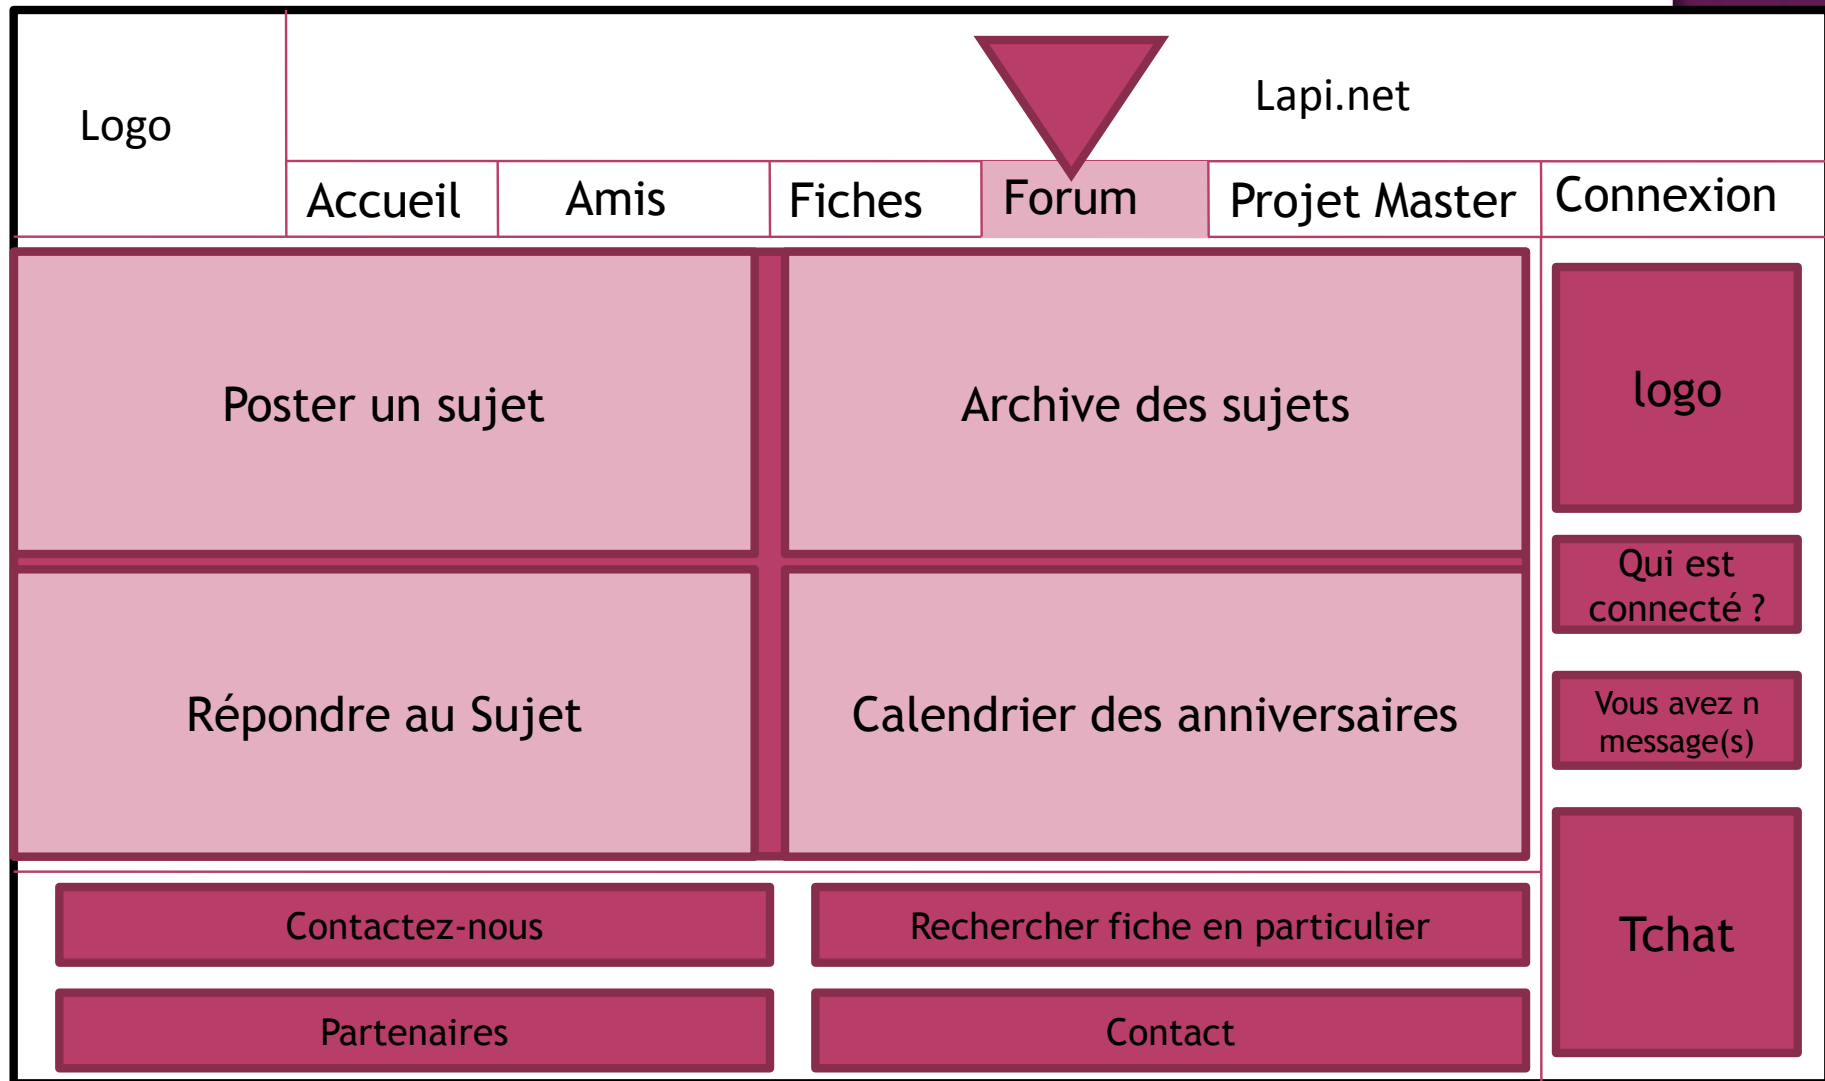 Logo
Lapi.net
Accueil
Amis
Fiches
Forum
Projet Master
Connexion
Poster un sujet
Archive des sujets
logo
Qui est
connecté ?
Répondre au Sujet
Calendrier des anniversaires
Vous avez n
message(s)
Contactez-nous
Rechercher fiche en particulier
Tchat
Partenaires
Contact